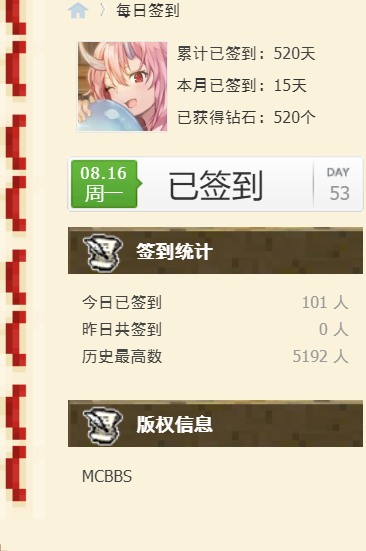 〉每日签到
累计已签到：520天
本月已签到：15天
已获得钻石：520个
08.16
周一
已签到
DAY
53
签到统计
今日已签到 101 人
昨日共签到 0 人
历史最高数 5192 人
版权信息
MCBBS